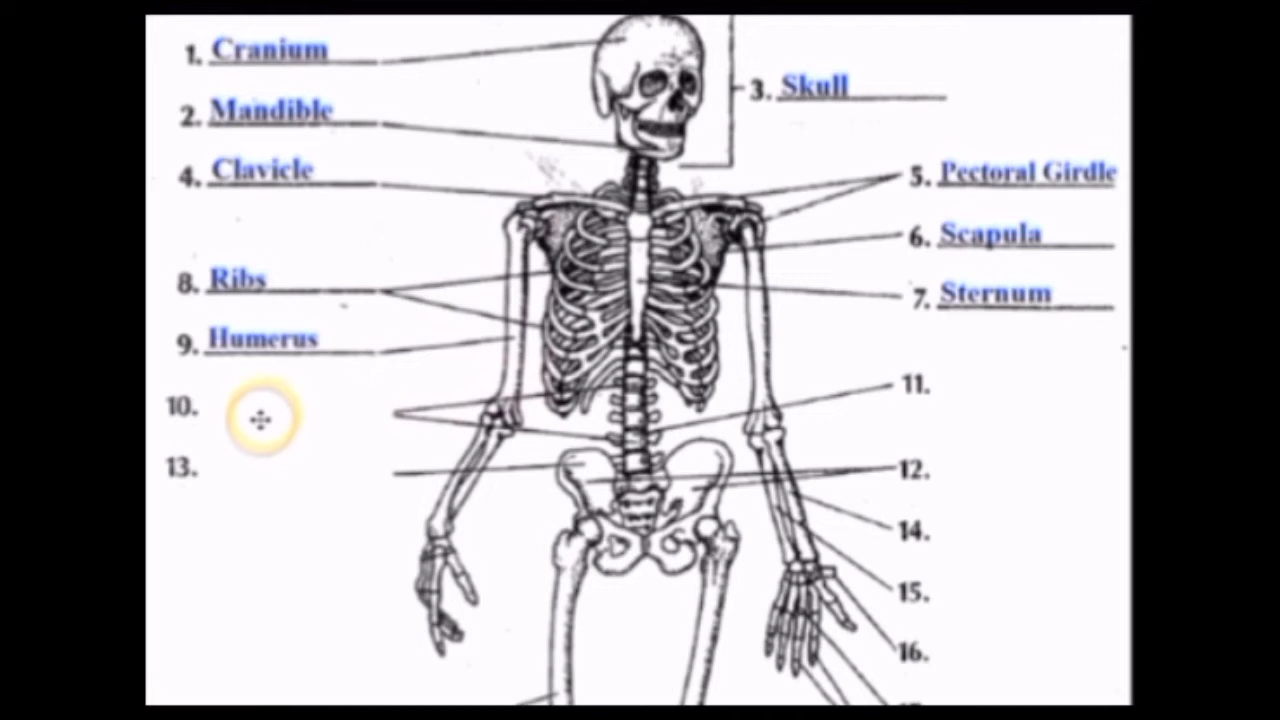 1. Cranium
3. Skull
2. Mandible
4. Clavicle
5. Pectoral Girdle
6. Scapula
8. Ribs
7. Sternum
9. Humerus
11.
10.
13.
12.
14.
15.
16.